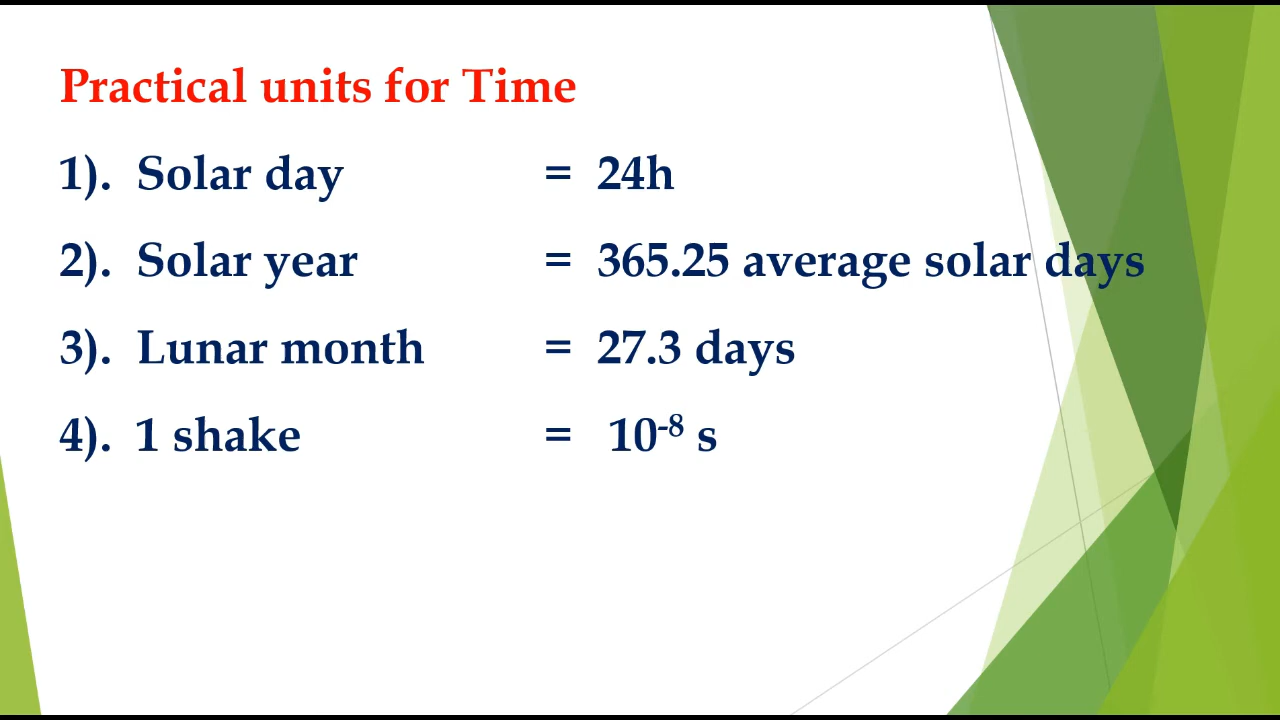 Practical units for Time
1). Solar day = 24h
2). Solar year = 365.25 average solar days
3). Lunar month = 27.3 days
4). 1 shake = 10⁻⁸ s